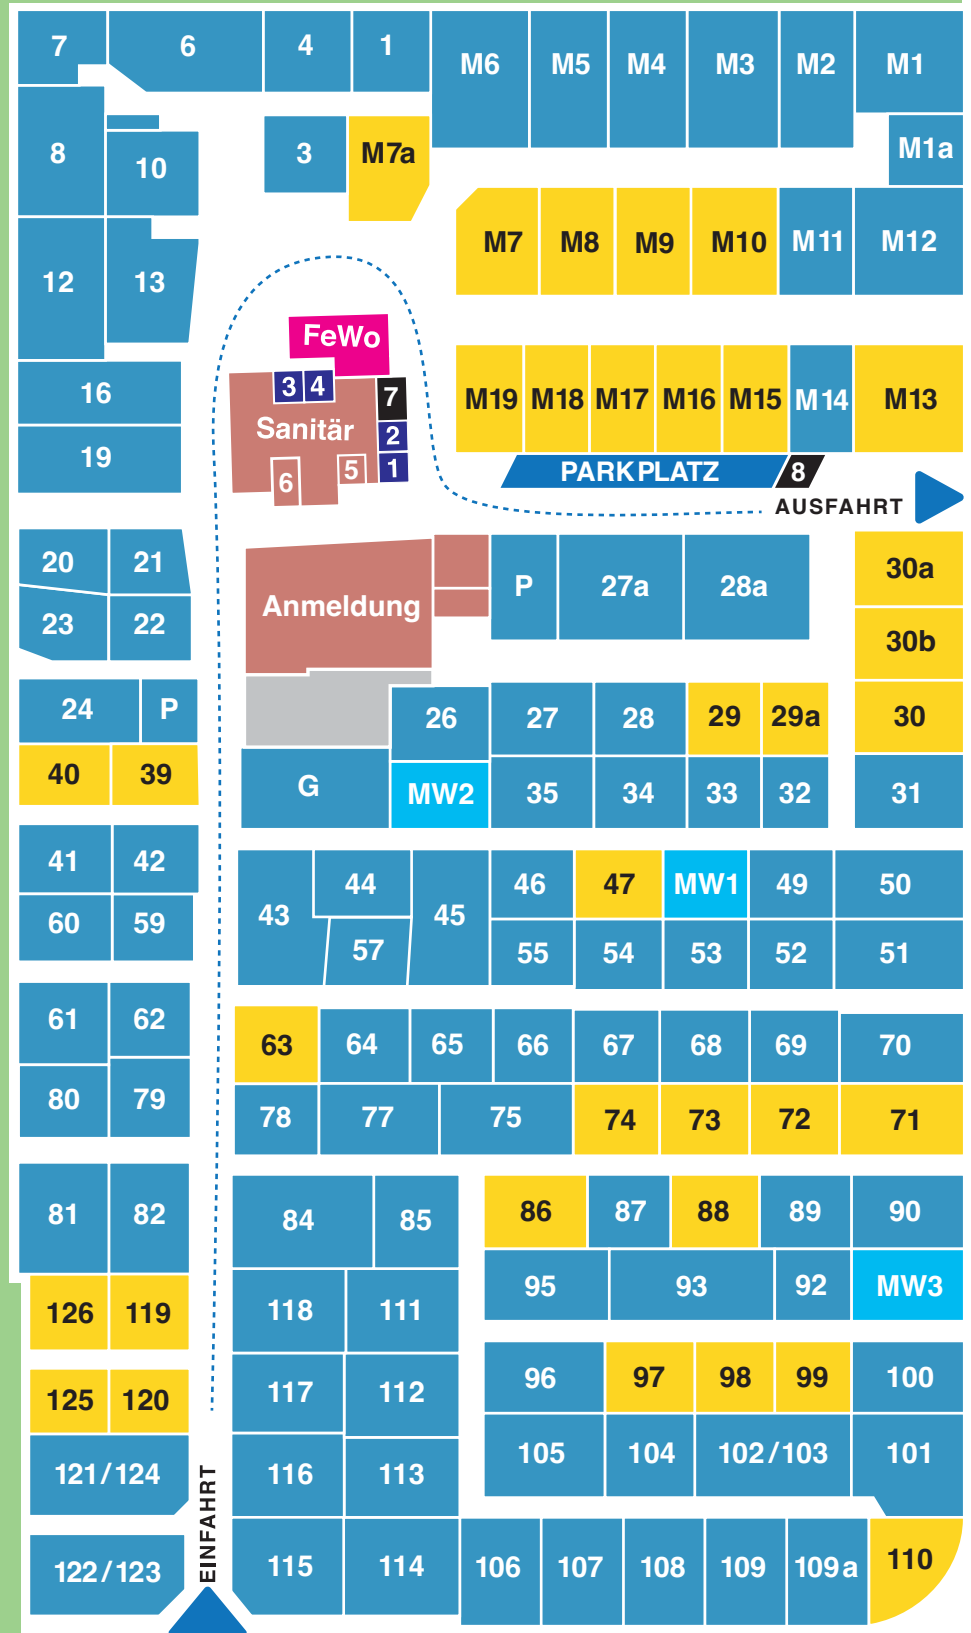 7 6 4 1 M6 M5 M4 M3 M2 M1
8 10 3 M7a M1a
12 13 M7 M8 M9 M10 M11 M12
FeWo
16 3 4 7 M19 M18 M17 M16 M15 M14 M13
Sanitär 2
19 6 5 1 PARKPLATZ 8
AUSFAHRT
20 21 P 27a 28a 30a
23 22 Anmeldung 30b
24 P 26 27 28 29 29a 30
40 39 G MW2 35 34 33 32 31
41 42 43 44 45 46 47 MW1 49 50
60 59 57 55 54 53 52 51
61 62 63 64 65 66 67 68 69 70
80 79 78 77 75 74 73 72 71
81 82 84 85 86 87 88 89 90
126 119 118 111 95 93 92 MW3
125 120 117 112 96 97 98 99 100
121/124 116 113 105 104 102/103 101
EINFAHRT
122/123 115 114 106 107 108 109 109a 110